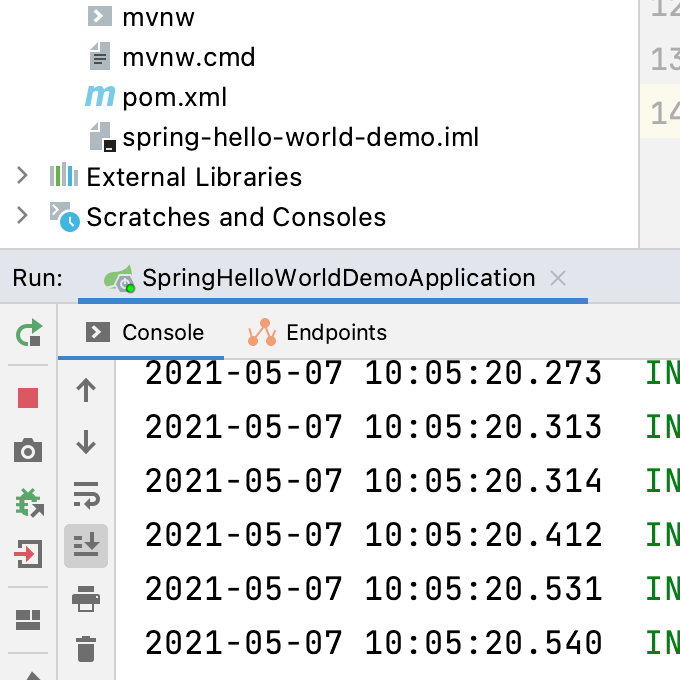 mvnw
12
mvnw.cmd
13
pom.xml
14
spring-hello-world-demo.iml
External Libraries
Scratches and Consoles
Run: SpringHelloWorldDemoApplication
Console Endpoints
2021-05-07 10:05:20.273 IN
2021-05-07 10:05:20.313 IN
2021-05-07 10:05:20.314 IN
2021-05-07 10:05:20.412 IN
2021-05-07 10:05:20.531 IN
2021-05-07 10:05:20.540 IN